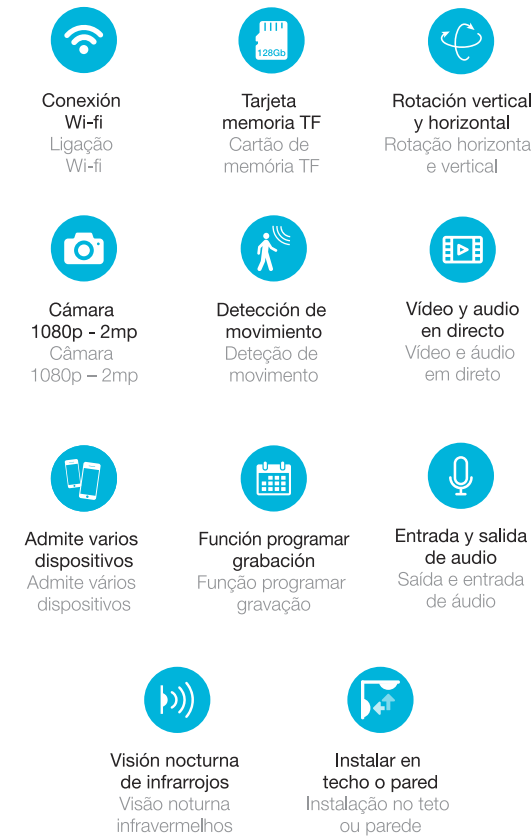 Conexión
Wi-fi
Ligação
Wi-fi
128Gb
Tarjeta
memoria TF
Cartão de
memória TF
Rotación vertical
y horizontal
Rotação horizonta
e vertical
Cámara
1080p - 2mp
Câmara
1080p – 2mp
Detección de
movimiento
Deteção de
movimento
Vídeo y audio
en directo
Vídeo e áudio
em direto
Admite varios
dispositivos
Admite vários
dispositivos
Función programar
grabación
Função programar
gravação
Entrada y salida
de audio
Saída e entrada
de áudio
Visión nocturna
de infrarrojos
Visão noturna
infravermelhos
Instalar en
techo o pared
Instalação no teto
ou parede